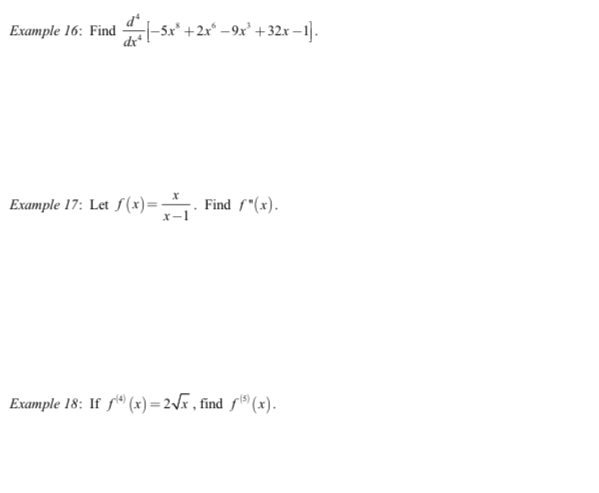 Example 16: Find d⁴/dx⁴ [−5x⁸ + 2x⁶ − 9x³ + 32x − 1].
Example 17: Let f(x) = x/(x−1). Find f"(x).
Example 18: If f⁽⁴⁾(x) = 2√x, find f⁽⁵⁾(x).